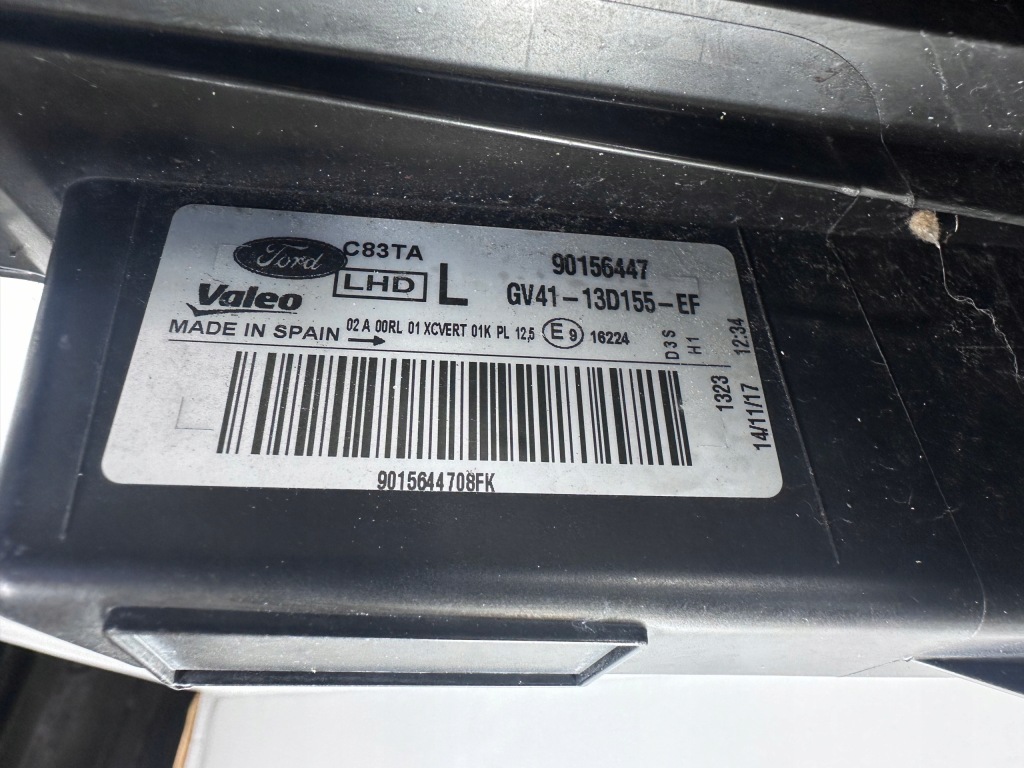 Ford C83TA
Valeo LHD L
90156447
GV41-13D155-EF
MADE IN SPAIN 02 A 00RL 01 XCVERT 01K PL 12,5 E9 16224
D3S
H1
1323
14/11/17 12:34
9015644708FK